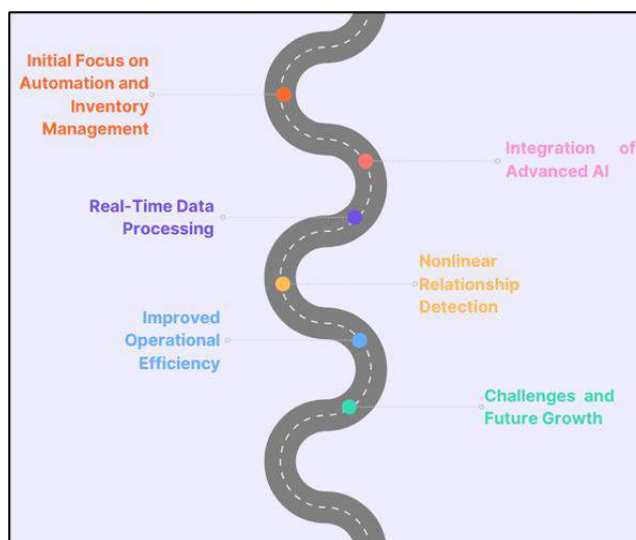 Initial Focus on
Automation and
Inventory
Management
Integration of
Advanced AI
Real-Time Data
Processing
Nonlinear
Relationship
Detection
Improved
Operational
Efficiency
Challenges and
Future Growth